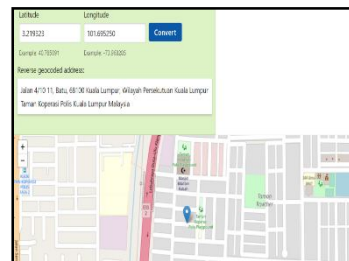 Latitude Longitude
3.219323 101.695250 Convert
Example: 40.785091 Example: -73.968285
Reverse geocoded address:
Jalan 4/10 11, Batu, 68100 Kuala Lumpur, Wilayah Persekutuan Kuala Lumpur
Taman Koperasi Polis Kuala Lumpur Malaysia
+
−